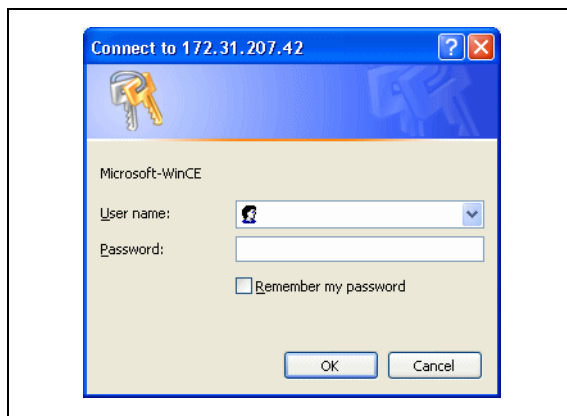 Connect to 172.31.207.42
Microsoft-WinCE
User name:
Password:
Remember my password
OK Cancel